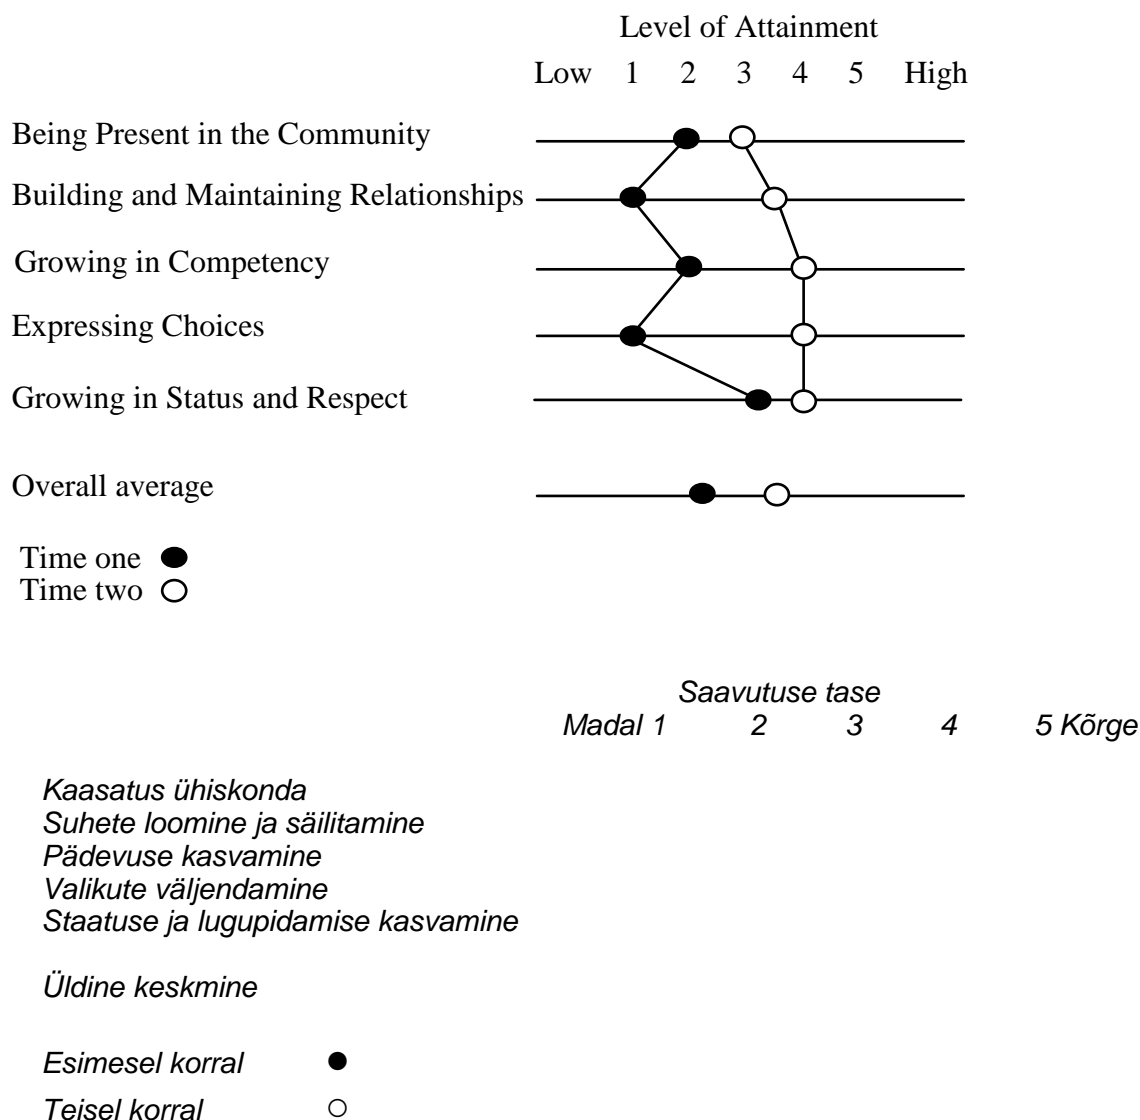 Level of Attainment
Low 1 2 3 4 5 High
Being Present in the Community
Building and Maintaining Relationships
Growing in Competency
Expressing Choices
Growing in Status and Respect
Overall average
Time one
Time two
Saavutuse tase
Madal 1 2 3 4 5 Kõrge
Kaasatus ühiskonda
Suhete loomine ja säilitamine
Pädevuse kasvamine
Valikute väljendamine
Staatuse ja lugupidamise kasvamine
Üldine keskmine
Esimesel korral
Teisel korral